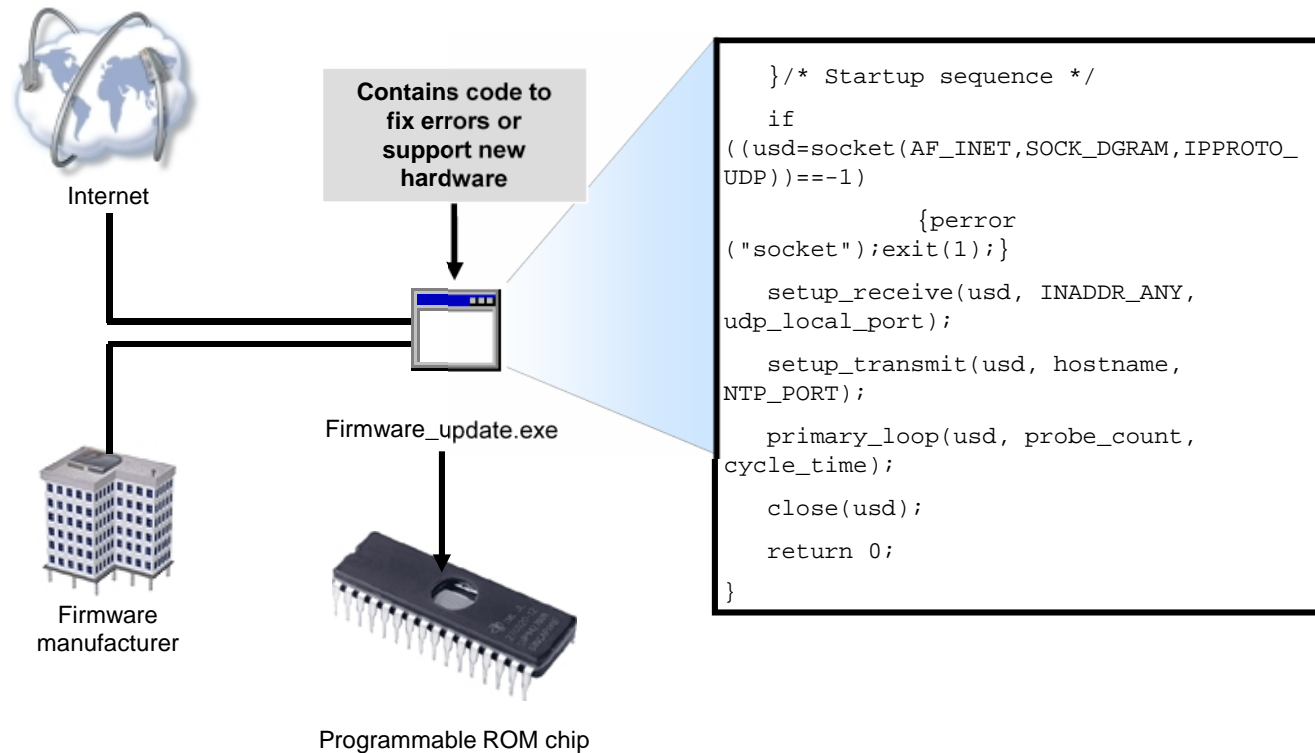 Internet
Contains code to
fix errors or
support new
hardware
Firmware_update.exe
Firmware
manufacturer
Programmable ROM chip
}/* Startup sequence */
if
((usd=socket(AF_INET,SOCK_DGRAM,IPPROTO_
UDP))==-1)
{perror
("socket");exit(1);}
setup_receive(usd, INADDR_ANY,
udp_local_port);
setup_transmit(usd, hostname,
NTP_PORT);
primary_loop(usd, probe_count,
cycle_time);
close(usd);
return 0;
}